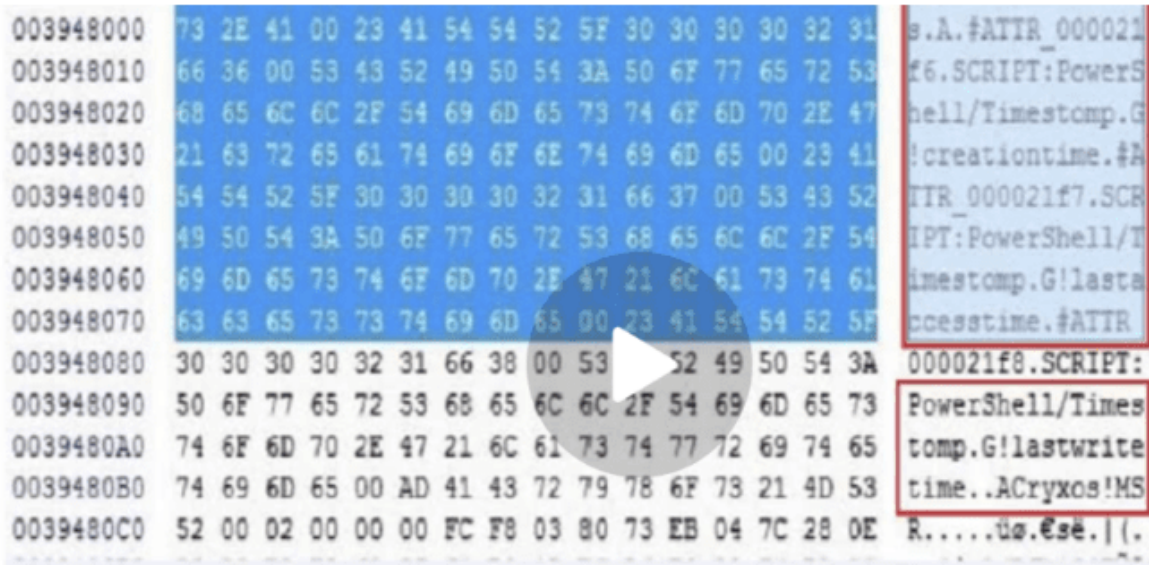 003948000 73 2E 41 00 23 41 54 54 52 5F 30 30 30 30 32 31 s.A.#ATTR_000021
003948010 66 36 00 53 43 52 49 50 54 3A 50 6F 77 65 72 53 f6.SCRIPT:PowerS
003948020 68 65 6C 6C 2F 54 69 6D 65 73 74 6F 6D 70 2E 47 hell/Timestomp.G
003948030 21 63 72 65 61 74 69 6F 6E 74 69 6D 65 00 23 41 !creationtime.#A
003948040 54 54 52 5F 30 30 30 30 32 31 66 37 00 53 43 52 TTR_000021f7.SCR
003948050 49 50 54 3A 50 6F 77 65 72 53 68 65 6C 6C 2F 54 IPT:PowerShell/T
003948060 69 6D 65 73 74 6F 6D 70 2E 47 21 6C 61 73 74 61 imestomp.G!lasta
003948070 63 63 65 73 73 74 69 6D 65 00 23 41 54 54 52 5F ccesstime.#ATTR
003948080 30 30 30 30 32 31 66 38 00 53 52 49 50 54 3A 000021f8.SCRIPT:
003948090 50 6F 77 65 72 53 68 65 6C 6C 2F 54 69 6D 65 73 PowerShell/Times
0039480A0 74 6F 6D 70 2E 47 21 6C 61 73 74 77 72 69 74 65 tomp.G!lastwrite
0039480B0 74 69 6D 65 00 AD 41 43 72 79 78 6F 73 21 4D 53 time..ACryxos!MS
0039480C0 52 00 02 00 00 00 FC F8 03 80 73 EB 04 7C 28 0E R.....üø.€së.|(.